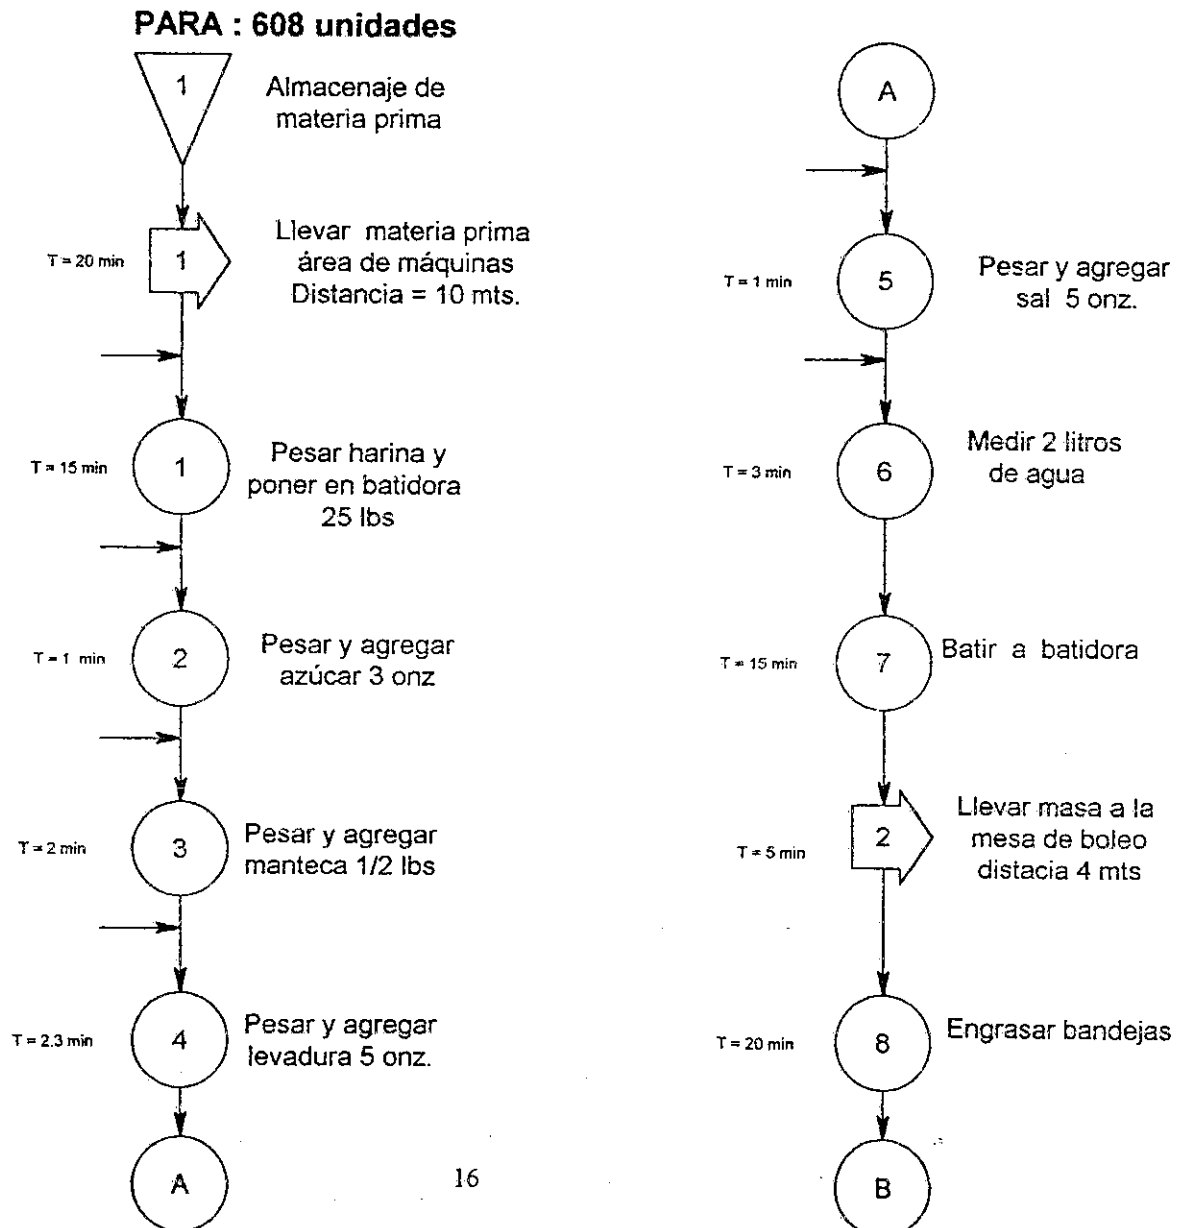 PARA : 608 unidades
1
Almacenaje de
materia prima
T = 20 min
1
Llevar materia prima
área de máquinas
Distancia = 10 mts.
T = 15 min
1
Pesar harina y
poner en batidora
25 lbs
T = 1 min
2
Pesar y agregar
azúcar 3 onz
T = 2 min
3
Pesar y agregar
manteca 1/2 lbs
T = 2.3 min
4
Pesar y agregar
levadura 5 onz.
A
A
T = 1 min
5
Pesar y agregar
sal 5 onz.
T = 3 min
6
Medir 2 litros
de agua
T = 15 min
7
Batir a batidora
T = 5 min
2
Llevar masa a la
mesa de boleo
distacia 4 mts
T = 20 min
8
Engrasar bandejas
B
16